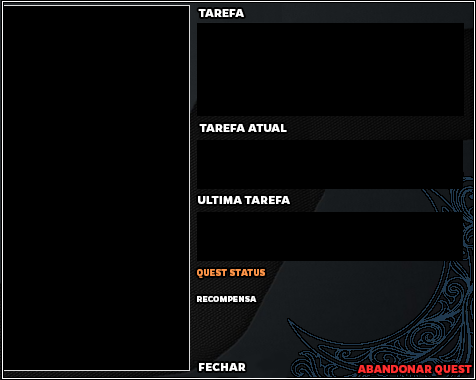 TAREFA
TAREFA ATUAL
ULTIMA TAREFA
QUEST STATUS
RECOMPENSA
FECHAR
ABANDONAR QUEST